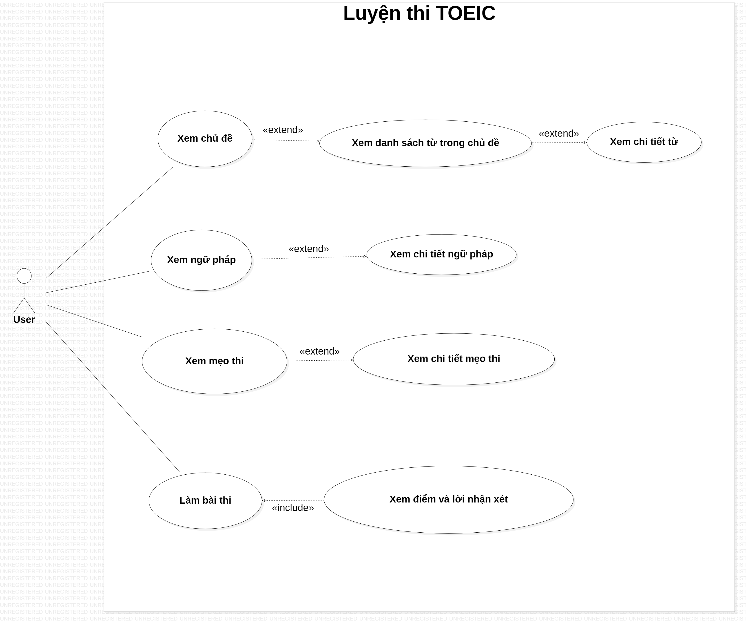 Luyện thi TOEIC
Xem chủ đề
«extend»
Xem danh sách từ trong chủ đề
«extend»
Xem chi tiết từ
Xem ngữ pháp
«extend»
Xem chi tiết ngữ pháp
User
Xem mẹo thi
«extend»
Xem chi tiết mẹo thi
Làm bài thi
«include»
Xem điểm và lời nhận xét